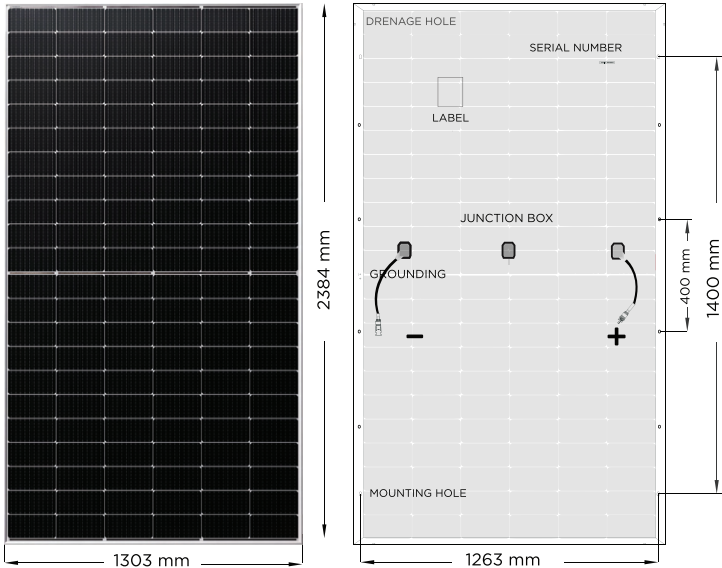 DRENAGE HOLE
SERIAL NUMBER
LABEL
JUNCTION BOX
GROUNDING
− +
MOUNTING HOLE
2384 mm
400 mm
1400 mm
1303 mm
1263 mm